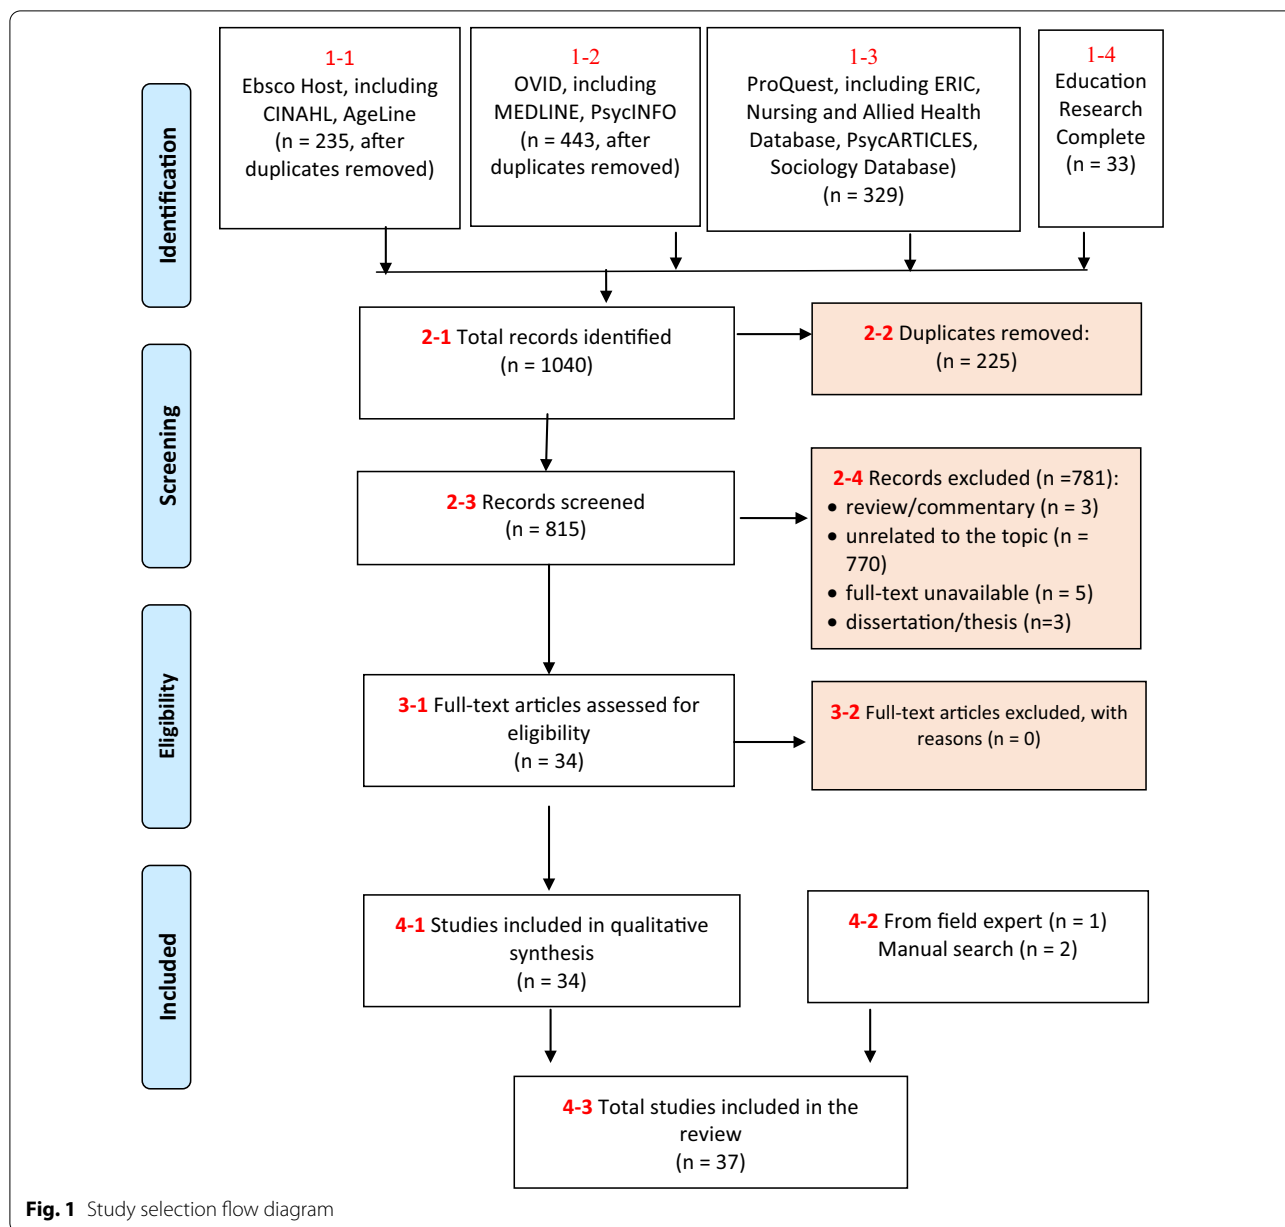 1-1
Ebsco Host, including
CINAHL, AgeLine
(n = 235, after
duplicates removed)
1-2
OVID, including
MEDLINE, PsycINFO
(n = 443, after
duplicates removed)
1-3
ProQuest, including ERIC,
Nursing and Allied Health
Database, PsycARTICLES,
Sociology Database)
(n = 329)
1-4
Education
Research
Complete
(n = 33)
Identification
2-1 Total records identified
(n = 1040)
2-2 Duplicates removed:
(n = 225)
Screening
2-3 Records screened
(n = 815)
2-4 Records excluded (n =781):
• review/commentary (n = 3)
• unrelated to the topic (n =
770)
• full-text unavailable (n = 5)
• dissertation/thesis (n=3)
Eligibility
3-1 Full-text articles assessed for
eligibility
(n = 34)
3-2 Full-text articles excluded, with
reasons (n = 0)
Included
4-1 Studies included in qualitative
synthesis
(n = 34)
4-2 From field expert (n = 1)
Manual search (n = 2)
4-3 Total studies included in the
review
(n = 37)
Fig. 1 Study selection flow diagram